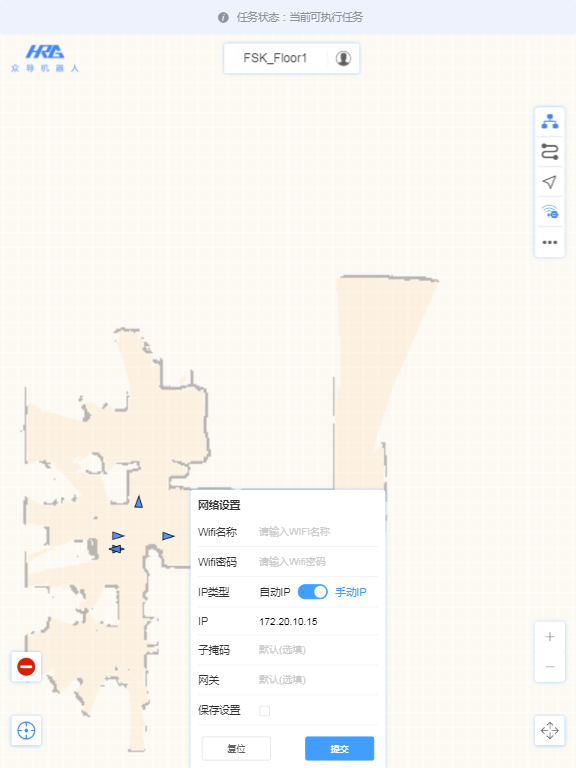 任务状态：当前可执行任务
HRG
众导机器人
FSK_Floor1
网络设置
Wifi名称 请输入WIFI名称
Wifi密码 请输入Wifi密码
IP类型 自动IP 手动IP
IP 172.20.10.15
子掩码 默认(选填)
网关 默认(选填)
保存设置
复位 提交